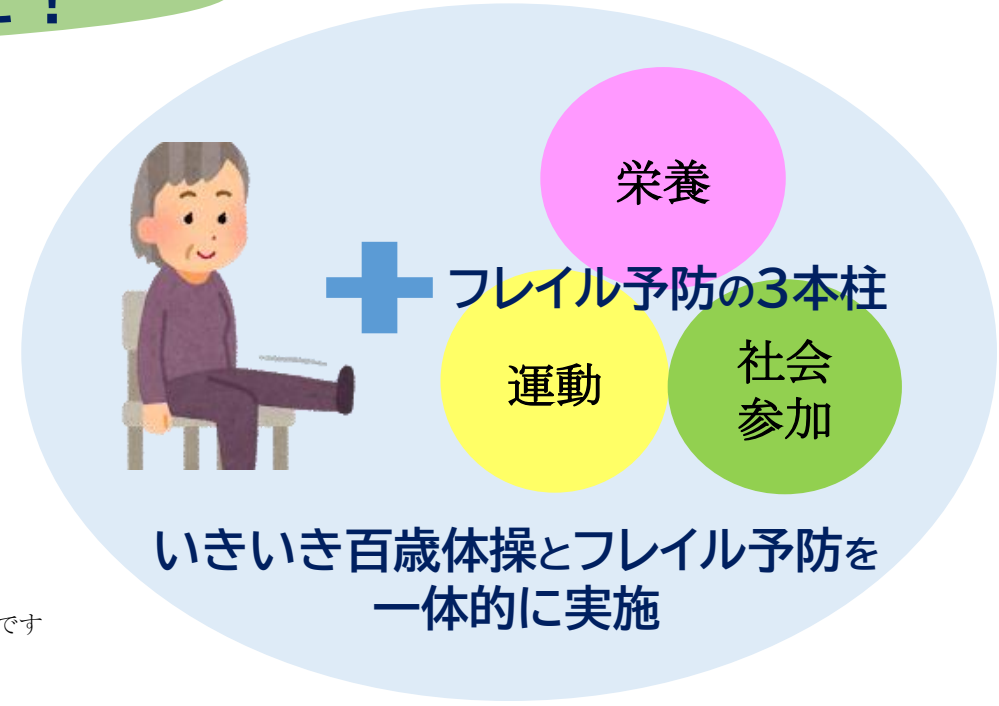 と！
栄養
フレイル予防の3本柱
運動
社会
参加
いきいき百歳体操とフレイル予防を
一体的に実施
です